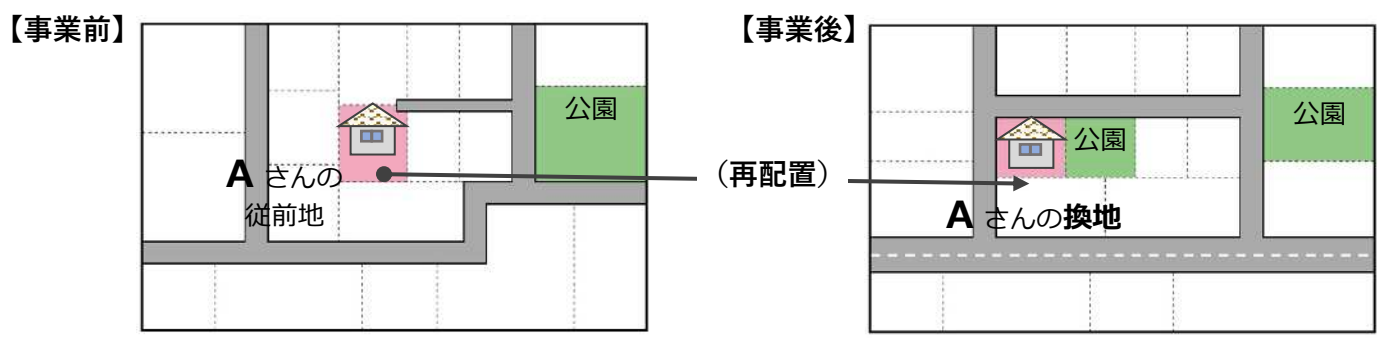 【事業前】
公園
A さんの
従前地
（再配置）
【事業後】
公園
公園
A さんの換地